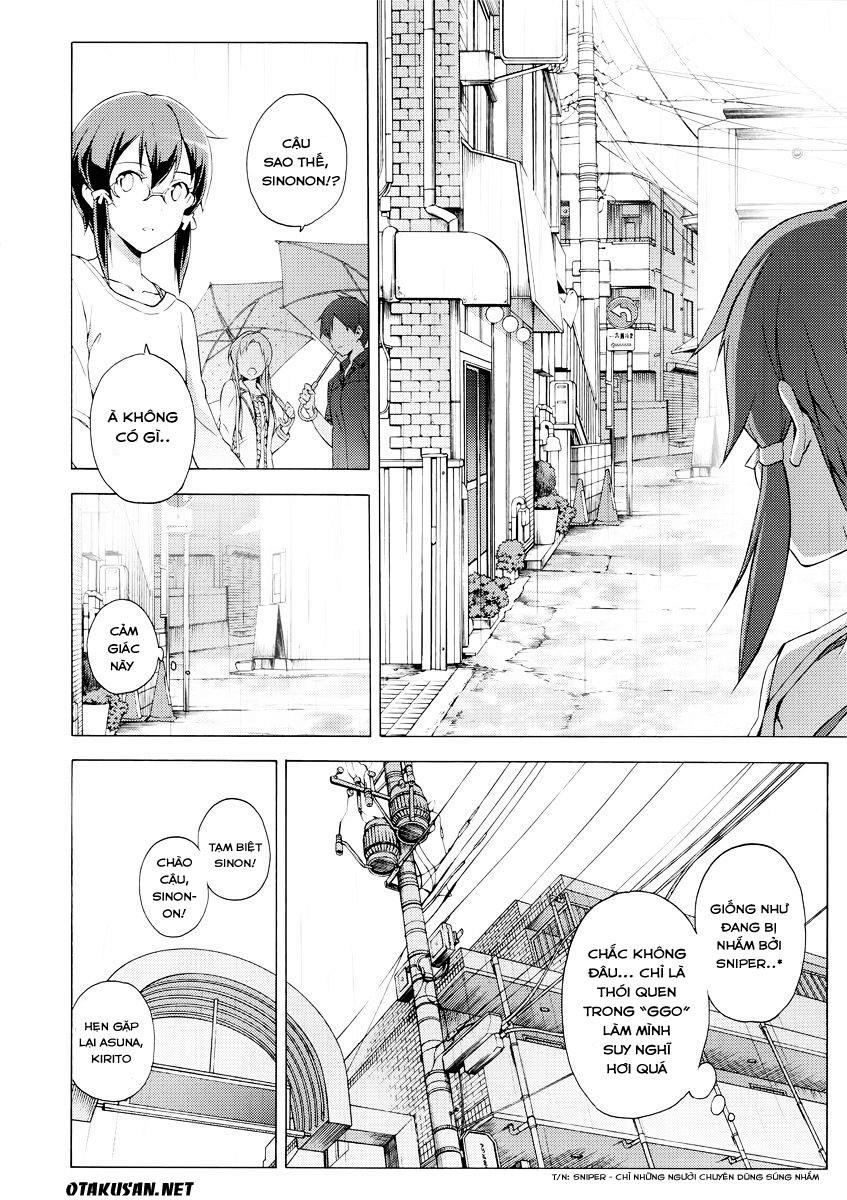 CẬU
SAO THẾ,
SINONON!?
À KHÔNG
CÓ GÌ..
CẢM
GIÁC
NÀY
GIỐNG NHƯ
ĐANG BỊ
NHẮM BỞI
SNIPER..*
CHẮC KHÔNG
ĐÂU... CHỈ LÀ
THÓI QUEN
TRONG "GGO"
LÀM MÌNH
SUY NGHĨ
HƠI QUÁ
TẠM BIỆT
SINON!
CHÀO
CẬU,
SINON-
ON!
HẸN GẶP
LẠI ASUNA,
KIRITO
T/N: SNIPER - CHỈ NHỮNG NGƯỜI CHUYÊN DÙNG SÚNG NHẮM
OTAKUSAN.NET